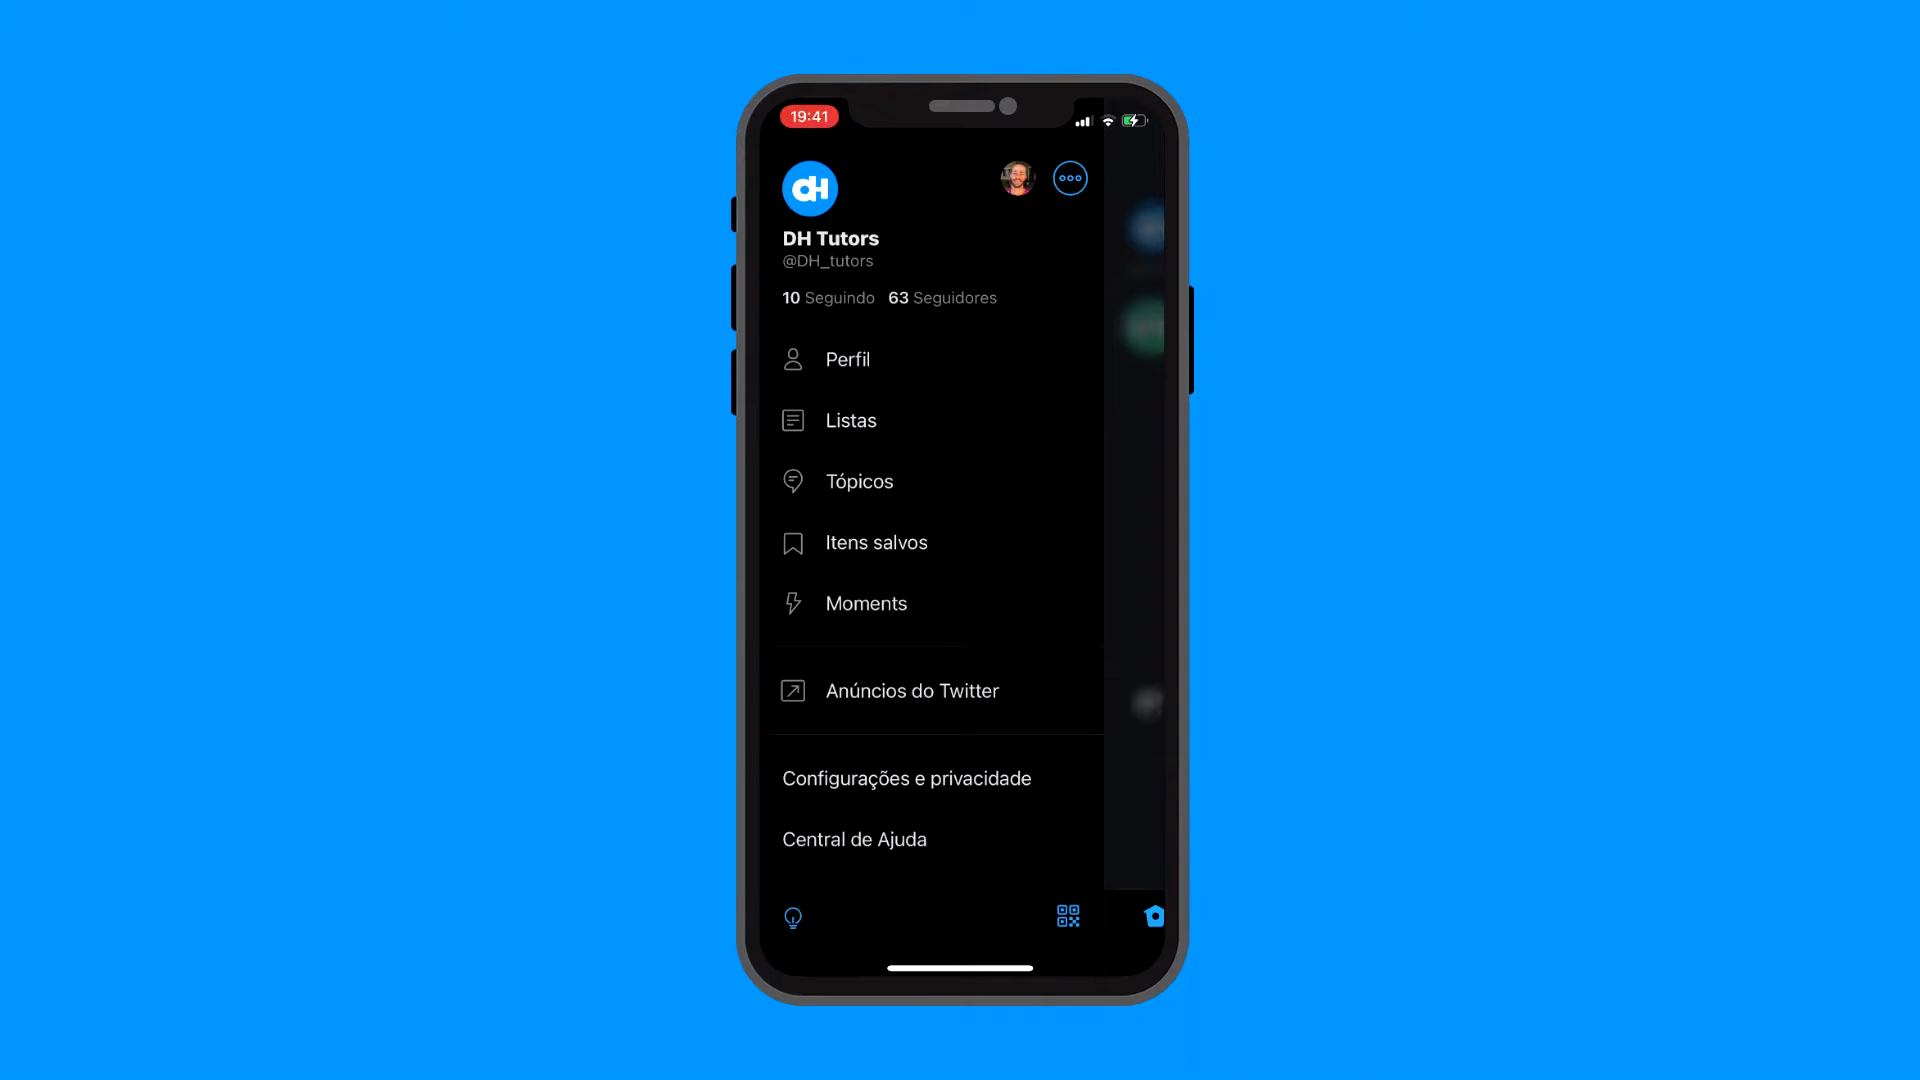 19:41
dH
DH Tutors
@DH_tutors
10 Seguindo 63 Seguidores
Perfil
Listas
Tópicos
Itens salvos
Moments
Anúncios do Twitter
Configurações e privacidade
Central de Ajuda